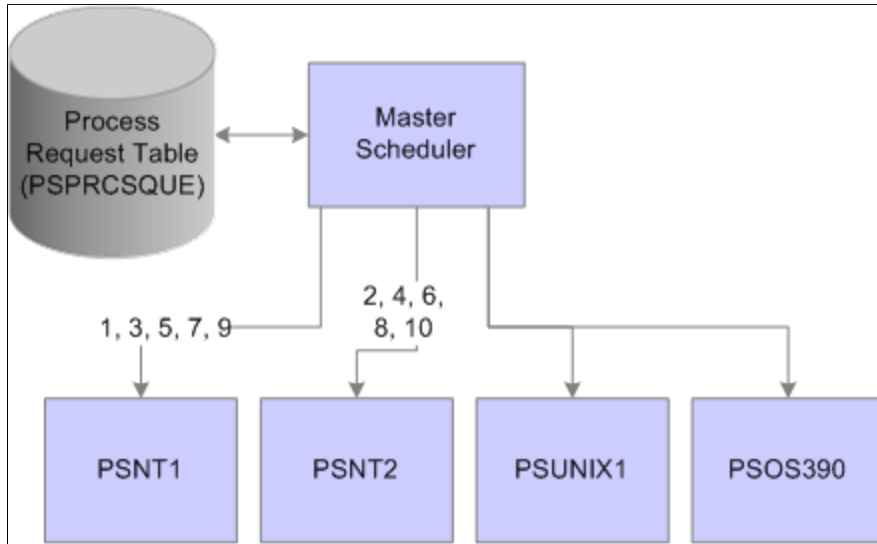 Process
Request Table
(PSPRCSQUE)
Master
Scheduler
1, 3, 5, 7, 9
2, 4, 6,
8, 10
PSNT1
PSNT2
PSUNIX1
PSOS390